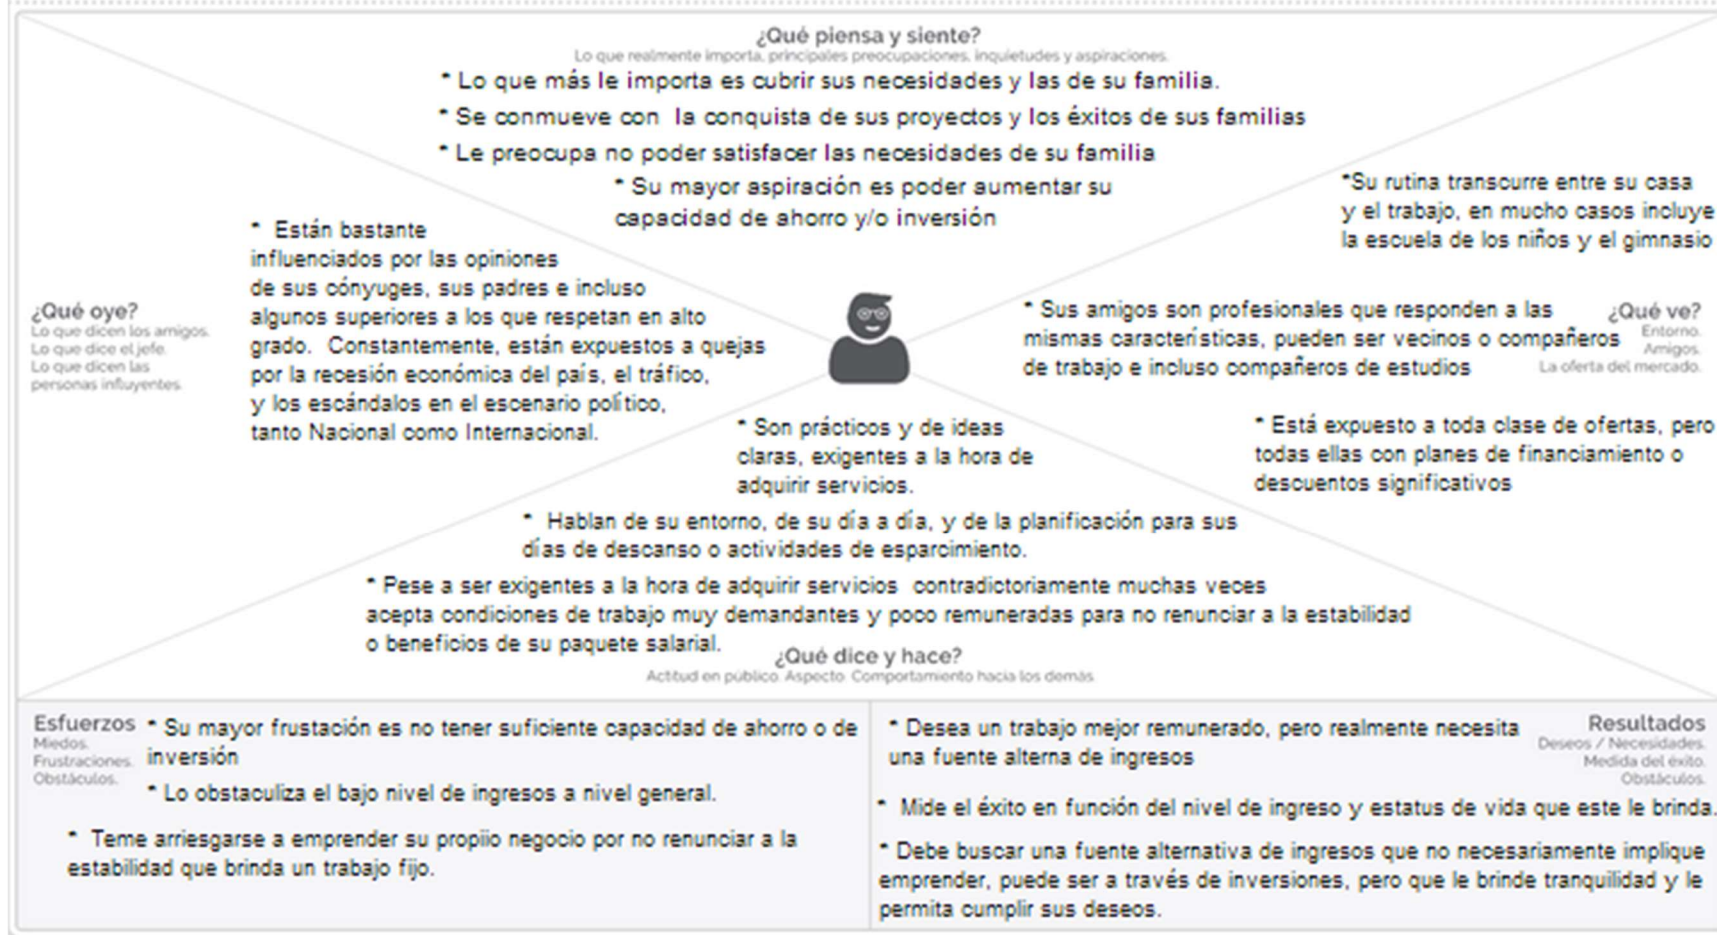 ¿Qué piensa y siente?
Lo que realmente importa, principales preocupaciones, inquietudes y aspiraciones.
* Lo que más le importa es cubrir sus necesidades y las de su familia.
* Se conmueve con la conquista de sus proyectos y los éxitos de sus familias
* Le preocupa no poder satisfacer las necesidades de su familia
* Su mayor aspiración es poder aumentar su
capacidad de ahorro y/o inversión
¿Qué oye?
Lo que dicen los amigos.
Lo que dice el jefe.
Lo que dicen las
personas influyentes.
* Están bastante
influenciados por las opiniones
de sus cónyuges, sus padres e incluso
algunos superiores a los que respetan en alto
grado. Constantemente, están expuestos a quejas
por la recesión económica del país, el tráfico,
y los escándalos en el escenario político,
tanto Nacional como Internacional.
*Su rutina transcurre entre su casa
y el trabajo, en mucho casos incluye
la escuela de los niños y el gimnasio
* Sus amigos son profesionales que responden a las
mismas características, pueden ser vecinos o compañeros
de trabajo e incluso compañeros de estudios
¿Qué ve?
Entorno.
Amigos.
La oferta del mercado.
* Está expuesto a toda clase de ofertas, pero
todas ellas con planes de financiamiento o
descuentos significativos
* Son prácticos y de ideas
claras, exigentes a la hora de
adquirir servicios.
* Hablan de su entorno, de su día a día, y de la planificación para sus
días de descanso o actividades de esparcimiento.
* Pese a ser exigentes a la hora de adquirir servicios contradictoriamente muchas veces
acepta condiciones de trabajo muy demandantes y poco remuneradas para no renunciar a la estabilidad
o beneficios de su paquete salarial.
¿Qué dice y hace?
Actitud en público. Aspecto. Comportamiento hacia los demás
Esfuerzos
Miedos.
Frustraciones.
Obstáculos.
* Su mayor frustación es no tener suficiente capacidad de ahorro o de
inversión
* Lo obstaculiza el bajo nivel de ingresos a nivel general.
* Teme arriesgarse a emprender su propiio negocio por no renunciar a la
estabilidad que brinda un trabajo fijo.
* Desea un trabajo mejor remunerado, pero realmente necesita
una fuente alterna de ingresos
Resultados
Deseos / Necesidades.
Medida del éxito.
Obstáculos.
* Mide el éxito en función del nivel de ingreso y estatus de vida que este le brinda.
* Debe buscar una fuente alternativa de ingresos que no necesariamente implique
emprender, puede ser a través de inversiones, pero que le brinde tranquilidad y le
permita cumplir sus deseos.